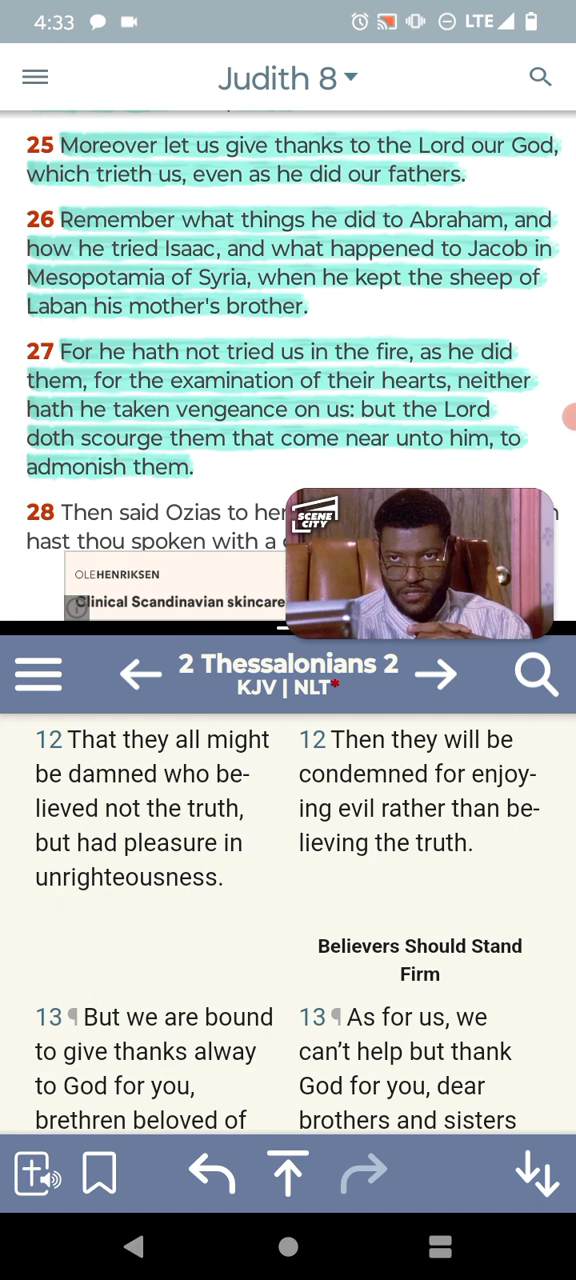 4:33
LTE
Judith 8
25 Moreover let us give thanks to the Lord our God,
which trieth us, even as he did our fathers.
26 Remember what things he did to Abraham, and
how he tried Isaac, and what happened to Jacob in
Mesopotamia of Syria, when he kept the sheep of
Laban his mother's brother.
27 For he hath not tried us in the fire, as he did
them, for the examination of their hearts, neither
hath he taken vengeance on us: but the Lord
doth scourge them that come near unto him, to
admonish them.
28 Then said Ozias to her
hast thou spoken with a
SCENE
CITY
OLEHENRIKSEN
Clinical Scandinavian skincare
2 Thessalonians 2
KJV | NLT*
12 That they all might
be damned who be-
lieved not the truth,
but had pleasure in
unrighteousness.
12 Then they will be
condemned for enjoy-
ing evil rather than be-
lieving the truth.
Believers Should Stand
Firm
13 ¶ But we are bound
to give thanks alway
to God for you,
brethren beloved of
13 ¶ As for us, we
can’t help but thank
God for you, dear
brothers and sisters